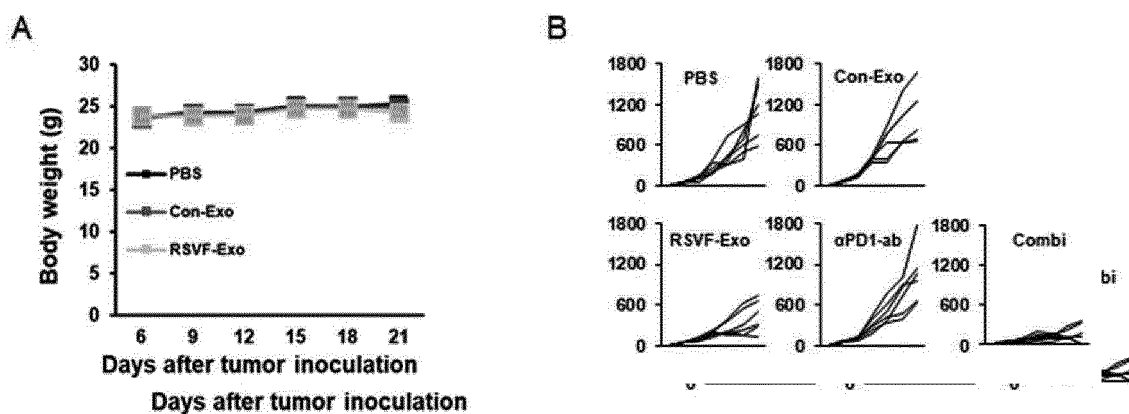 A
Body weight (g)
30
25
20
15
10
5
0
PBS
Con-Exo
RSVF-Exo
6 9 12 15 18 21
Days after tumor inoculation
Days after tumor inoculation
B
1800
1200
600
0
PBS
1800
1200
600
0
Con-Exo
1800
1200
600
0
RSVF-Exo
1800
1200
600
0
αPD1-ab
1800
1200
600
0
Combi
bi